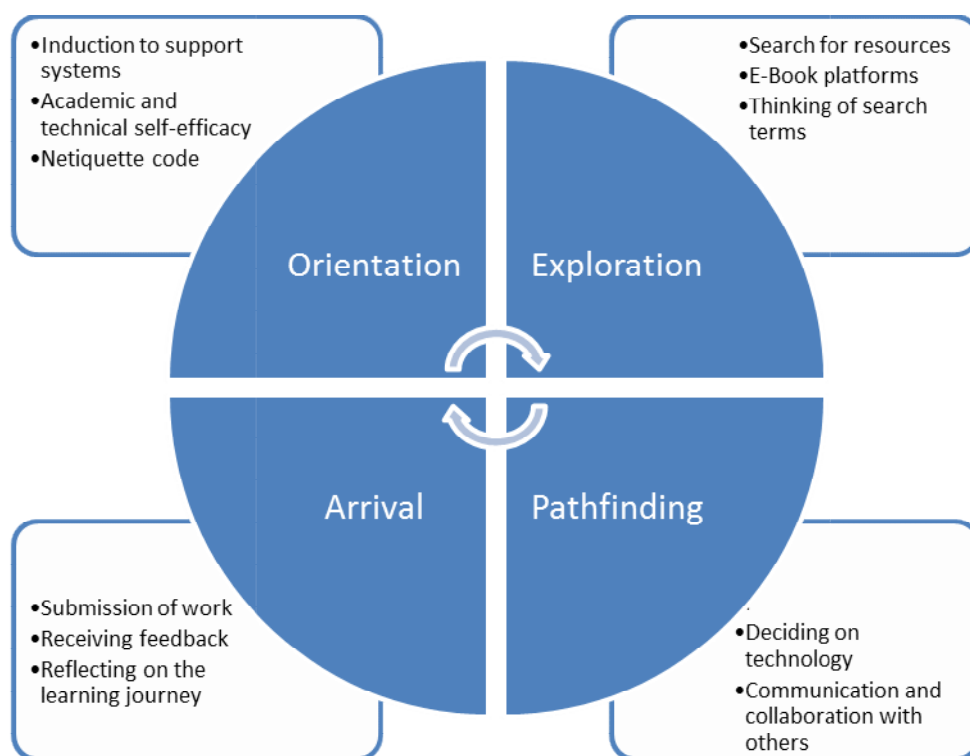 •Induction to support
systems
•Academic and
technical self-efficacy
•Netiquette code
•Search for resources
•E-Book platforms
•Thinking of search
terms
Orientation
Exploration
Arrival
Pathfinding
•Submission of work
•Receiving feedback
•Reflecting on the
learning journey
•Deciding on
technology
•Communication and
collaboration with
others